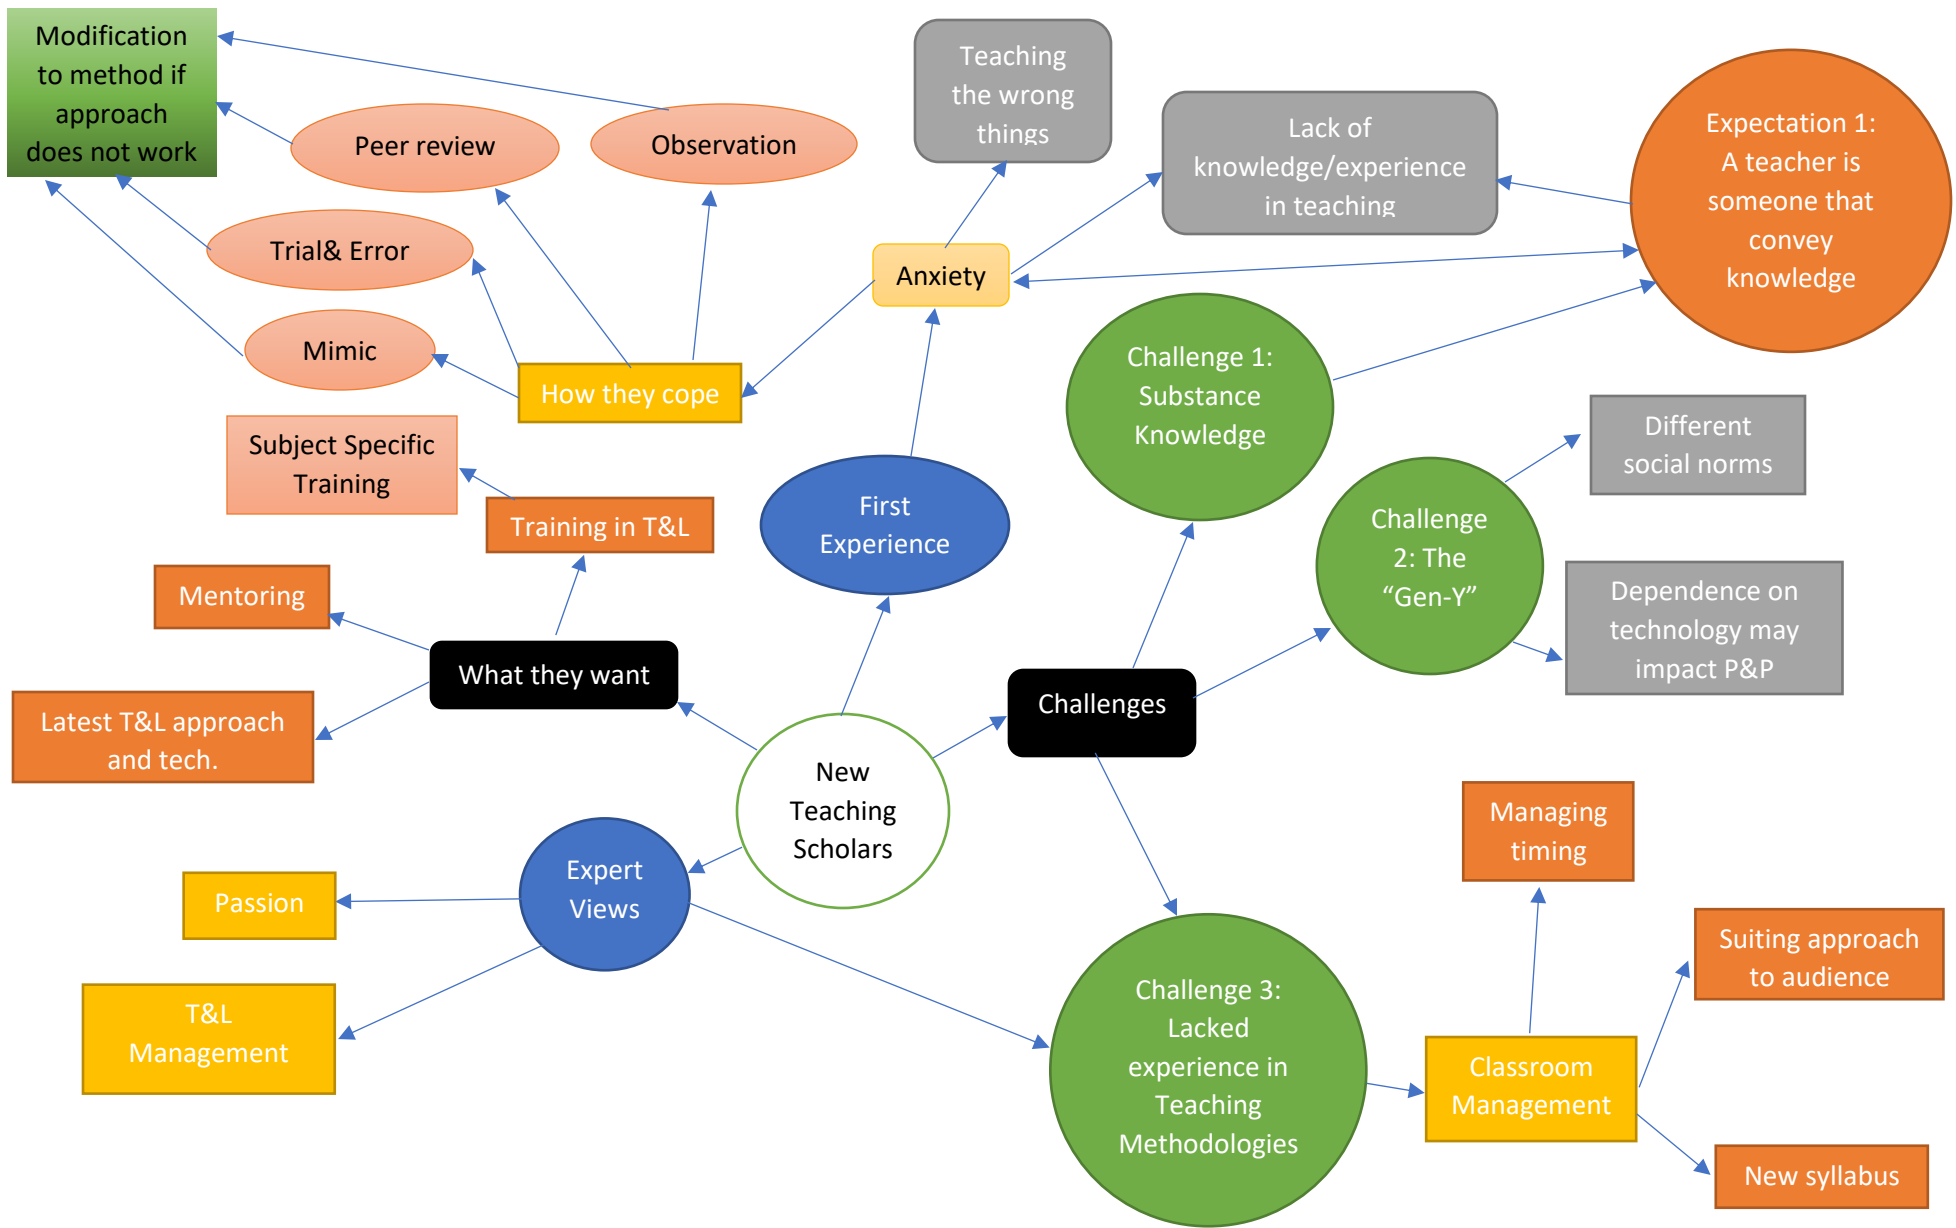 Modification
to method if
approach
does not work
Peer review
Observation
Trial& Error
Mimic
How they cope
Teaching
the wrong
things
Lack of
knowledge/experience
in teaching
Expectation 1:
A teacher is
someone that
convey
knowledge
Anxiety
Challenge 1:
Substance
Knowledge
Different
social norms
Challenge
2: The
“Gen-Y”
Dependence on
technology may
impact P&P
Subject Specific
Training
Training in T&L
First
Experience
Mentoring
What they want
Latest T&L approach
and tech.
Challenges
New
Teaching
Scholars
Expert
Views
Passion
T&L
Management
Challenge 3:
Lacked
experience in
Teaching
Methodologies
Managing
timing
Suiting approach
to audience
Classroom
Management
New syllabus